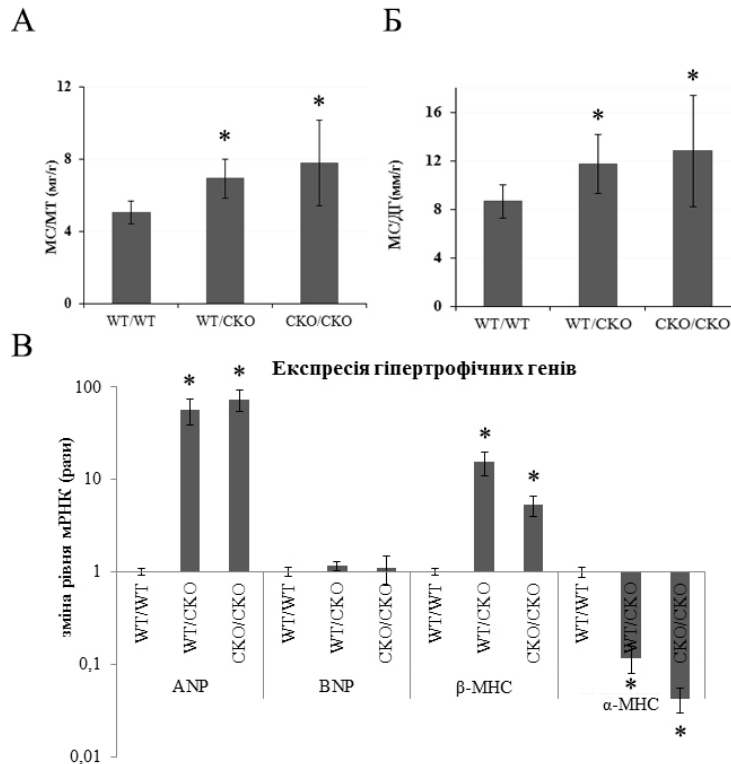 А
12
8
4
0
МС/МТ (мг/г)
*
*
WT/WT
WT/CKO
CKO/CKO
Б
16
12
8
4
0
МС/ДГ(мм/г)
*
*
WT/WT
WT/CKO
CKO/CKO
В
Експресія гіпертрофічних генів
100
10
1
0,1
0,01
зміна рівня мРНК (рази)
*
*
*
*
*
*
WT/WT
WT/CKO
CKO/CKO
WT/WT
WT/CKO
CKO/CKO
WT/WT
WT/CKO
CKO/CKO
WT/WT
WT/CKO
CKO/CKO
ANP
BNP
β-MHC
α-MHC